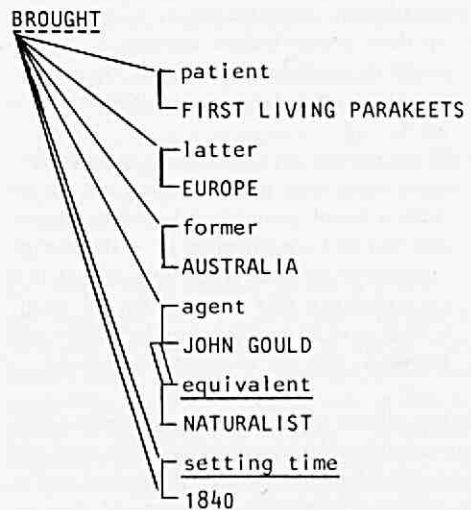 BROUGHT
patient
FIRST LIVING PARAKEETS
latter
EUROPE
former
AUSTRALIA
agent
JOHN GOULD
equivalent
NATURALIST
setting time
1840